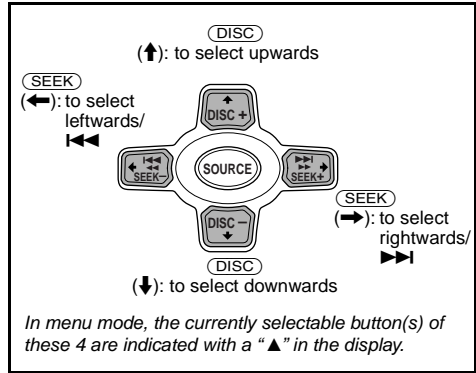 DISC
(↑): to select upwards
SEEK
(←): to select
leftwards/
⏮
↑
DISC +
⏮
◀◀
← SEEK–
SOURCE
⏭
▶▶
SEEK+ →
DISC –
↓
SEEK
(→): to select
rightwards/
⏭
DISC
(↓): to select downwards
In menu mode, the currently selectable button(s) of
these 4 are indicated with a “▲” in the display.